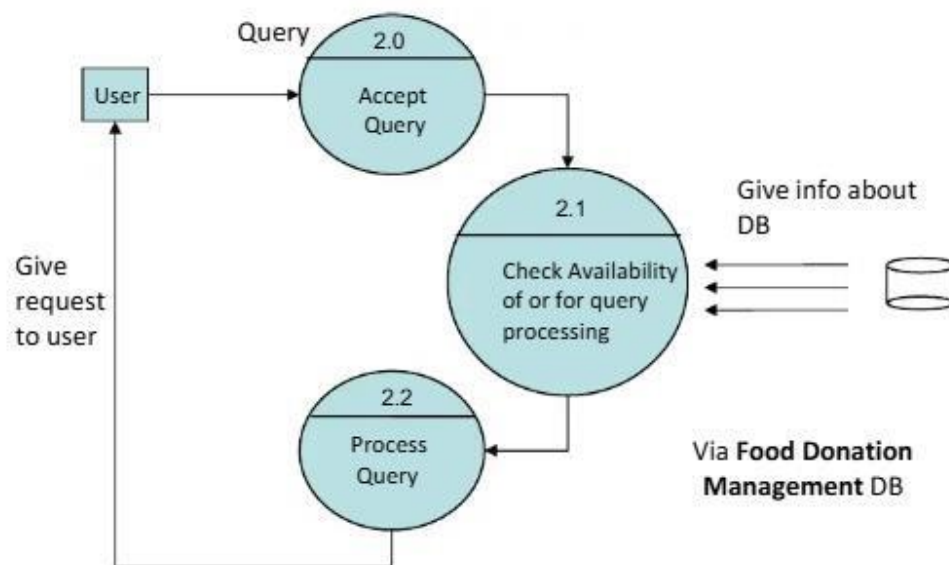 Query
2.0
User
Accept
Query
2.1
Give info about
DB
Check Availability
of or for query
processing
Give
request
to user
2.2
Process
Query
Via Food Donation
Management DB